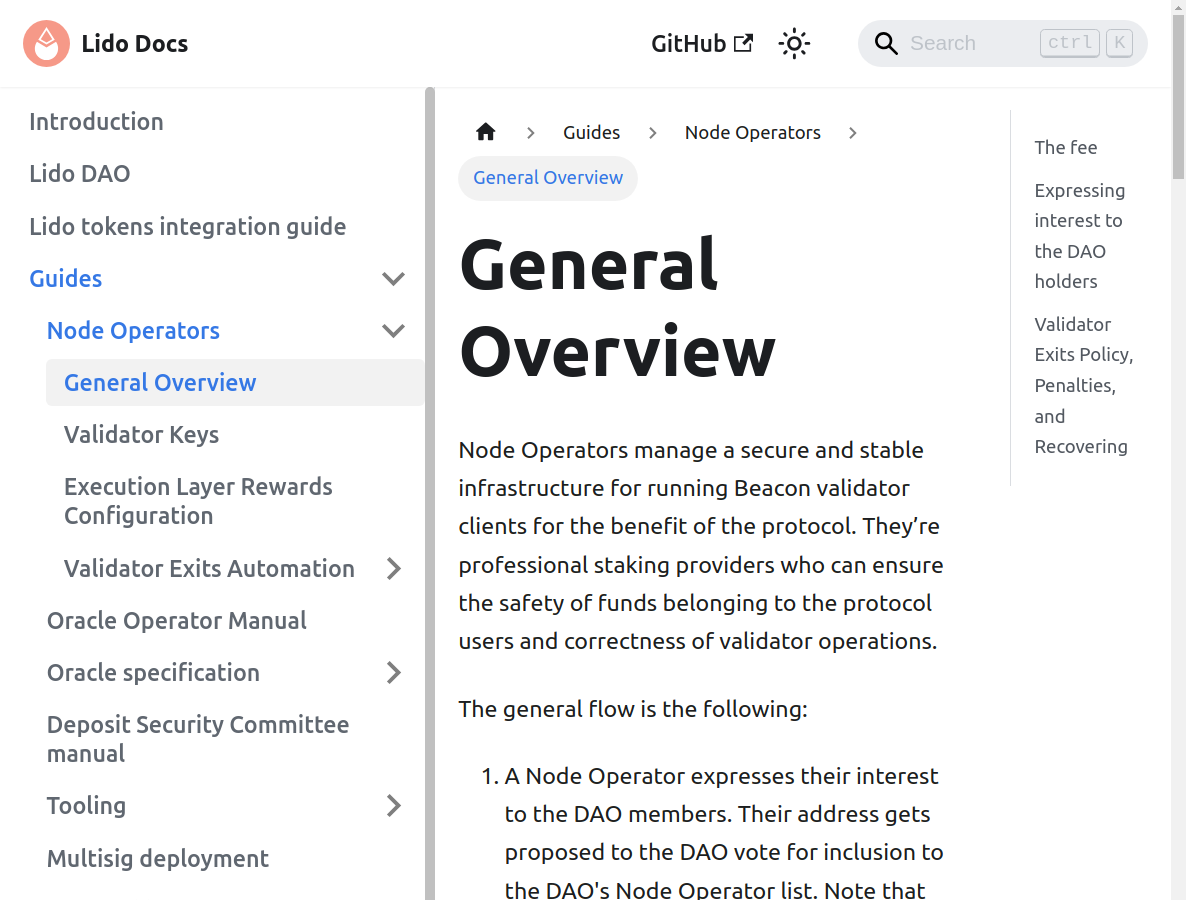 Lido Docs
GitHub
Search
ctrl K
Introduction
Lido DAO
Lido tokens integration guide
Guides
Node Operators
General Overview
Validator Keys
Execution Layer Rewards
Configuration
Validator Exits Automation
Oracle Operator Manual
Oracle specification
Deposit Security Committee
manual
Tooling
Multisig deployment
Guides
Node Operators
General Overview
General
Overview
Node Operators manage a secure and stable
infrastructure for running Beacon validator
clients for the benefit of the protocol. They’re
professional staking providers who can ensure
the safety of funds belonging to the protocol
users and correctness of validator operations.
The general flow is the following:
1. A Node Operator expresses their interest
to the DAO members. Their address gets
proposed to the DAO vote for inclusion to
the DAO's Node Operator list. Note that
The fee
Expressing
interest to
the DAO
holders
Validator
Exits Policy,
Penalties,
and
Recovering